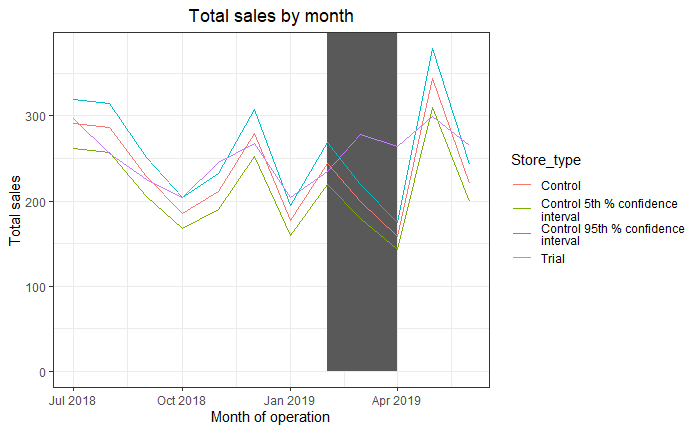 Total sales by month
Total sales
300
200
100
0
Jul 2018
Oct 2018
Jan 2019
Apr 2019
Month of operation
Store_type
Control
Control 5th % confidence
interval
Control 95th % confidence
interval
Trial